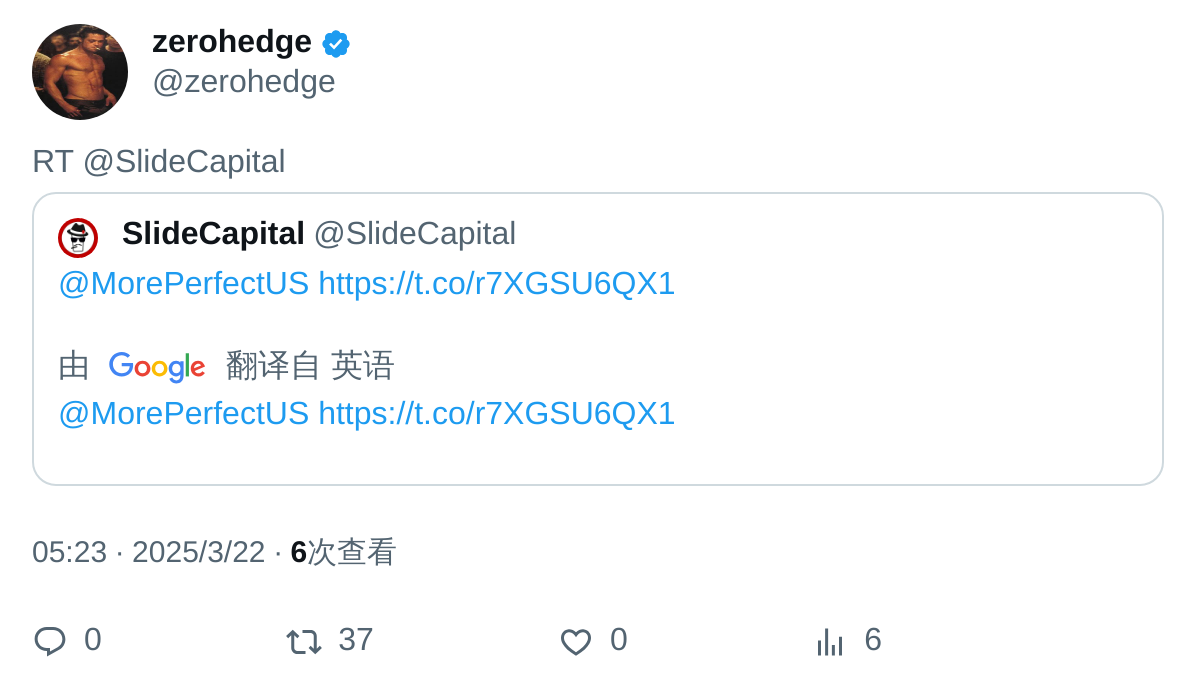 zerohedge
@zerohedge
RT @SlideCapital
SlideCapital @SlideCapital
@MorePerfectUS https://t.co/r7XGSU6QX1
由 Google 翻译自 英语
@MorePerfectUS https://t.co/r7XGSU6QX1
05:23 · 2025/3/22 · 6次查看
0 37 0 6